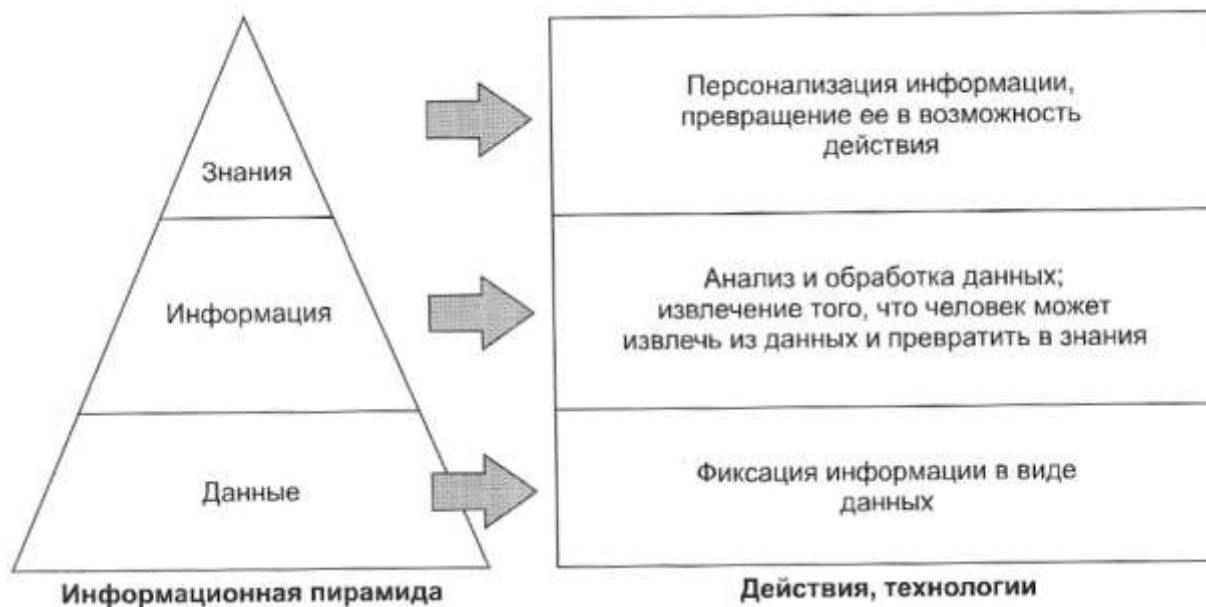 Знания
Информация
Данные
Информационная пирамида
Персонализация информации,
превращение ее в возможность
действия
Анализ и обработка данных;
извлечение того, что человек может
извлечь из данных и превратить в знания
Фиксация информации в виде
данных
Действия, технологии